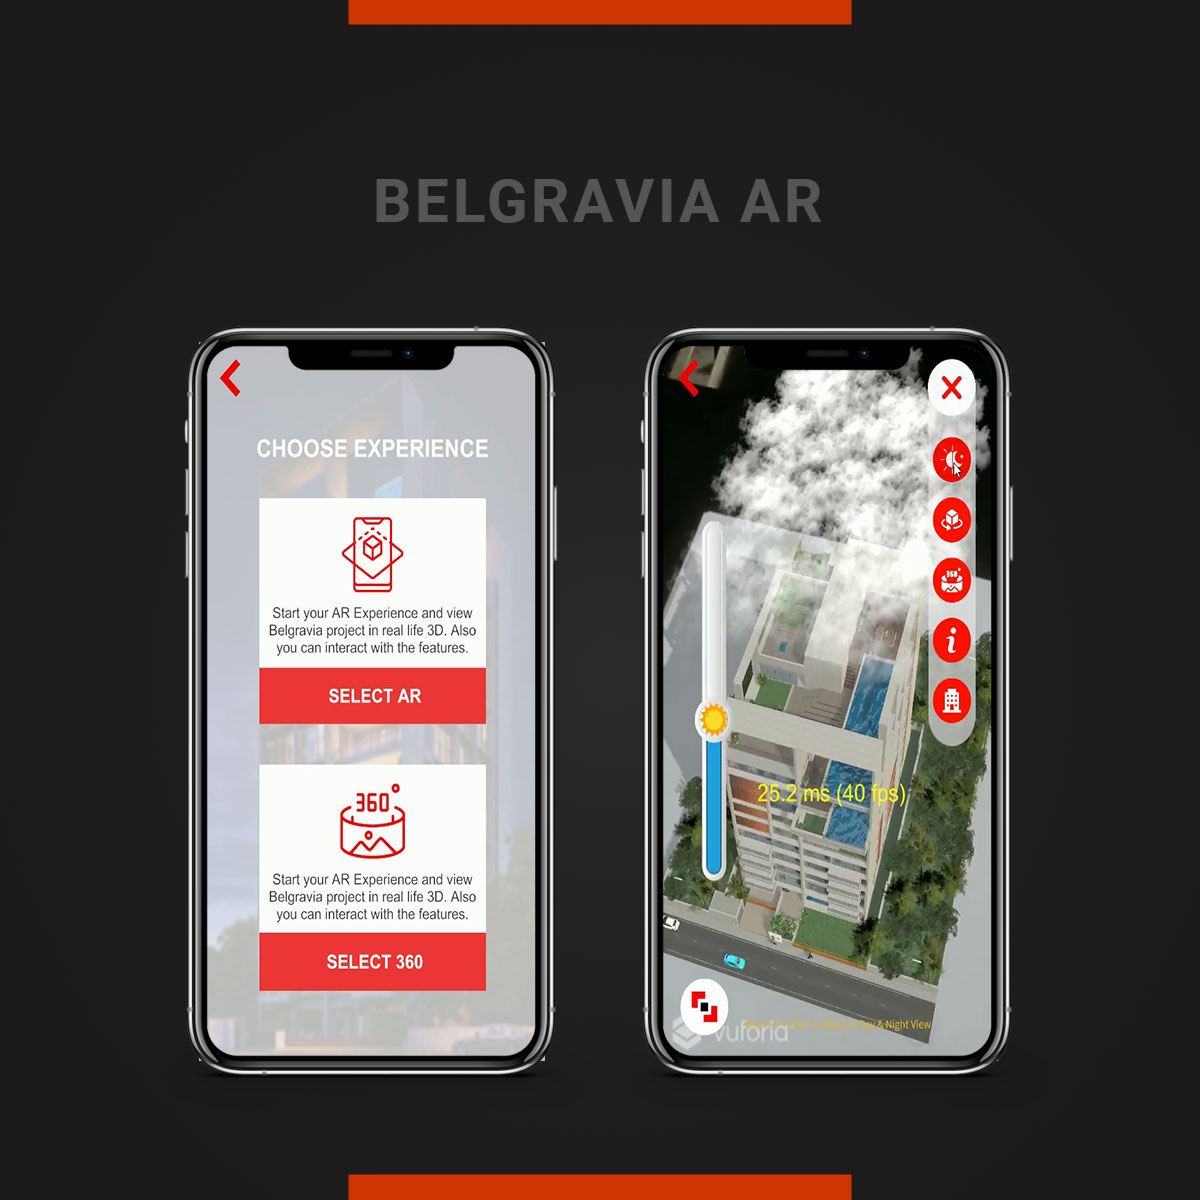 BELGRAVIA AR
CHOOSE EXPERIENCE
Start your AR Experience and view
Belgravia project in real life 3D. Also
you can interact with the features.
SELECT AR
360°
Start your AR Experience and view
Belgravia project in real life 3D. Also
you can interact with the features.
SELECT 360
360°
i
25.2 ms (40 fps)
& Night View
vuforia